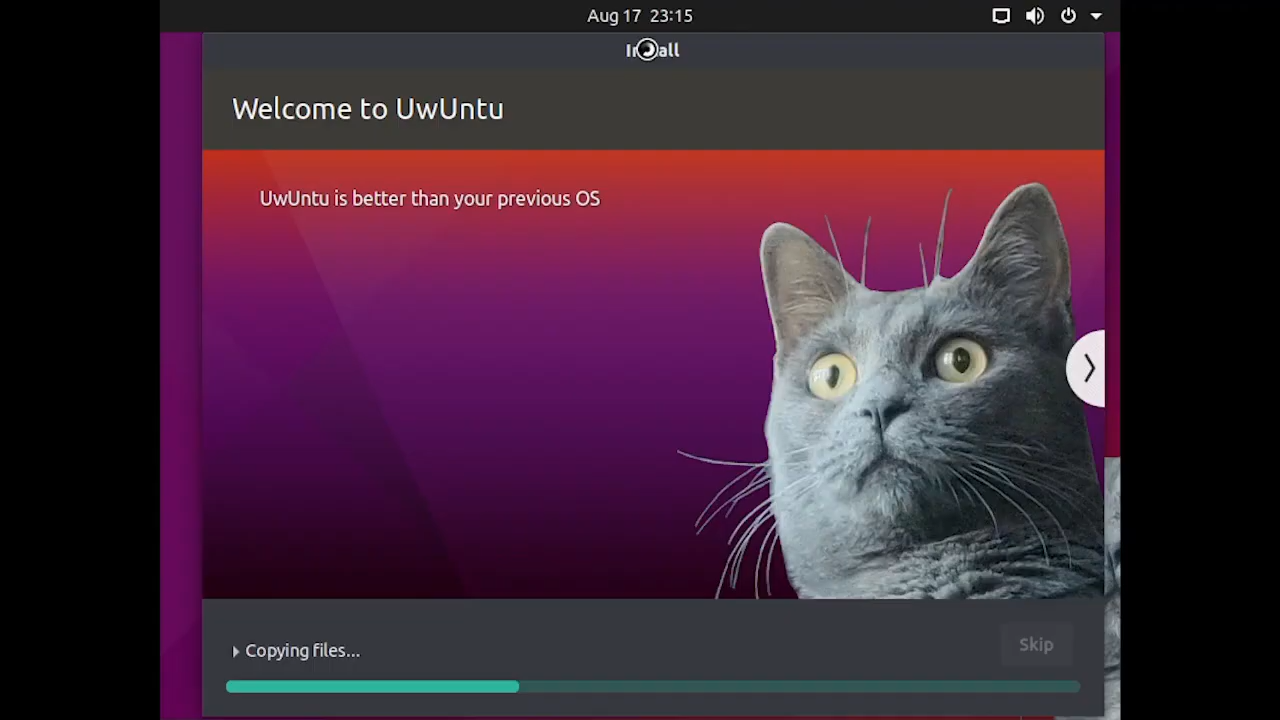 Aug 17 23:15
Welcome to UwUntu
UwUntu is better than your previous OS
Copying files...
Skip